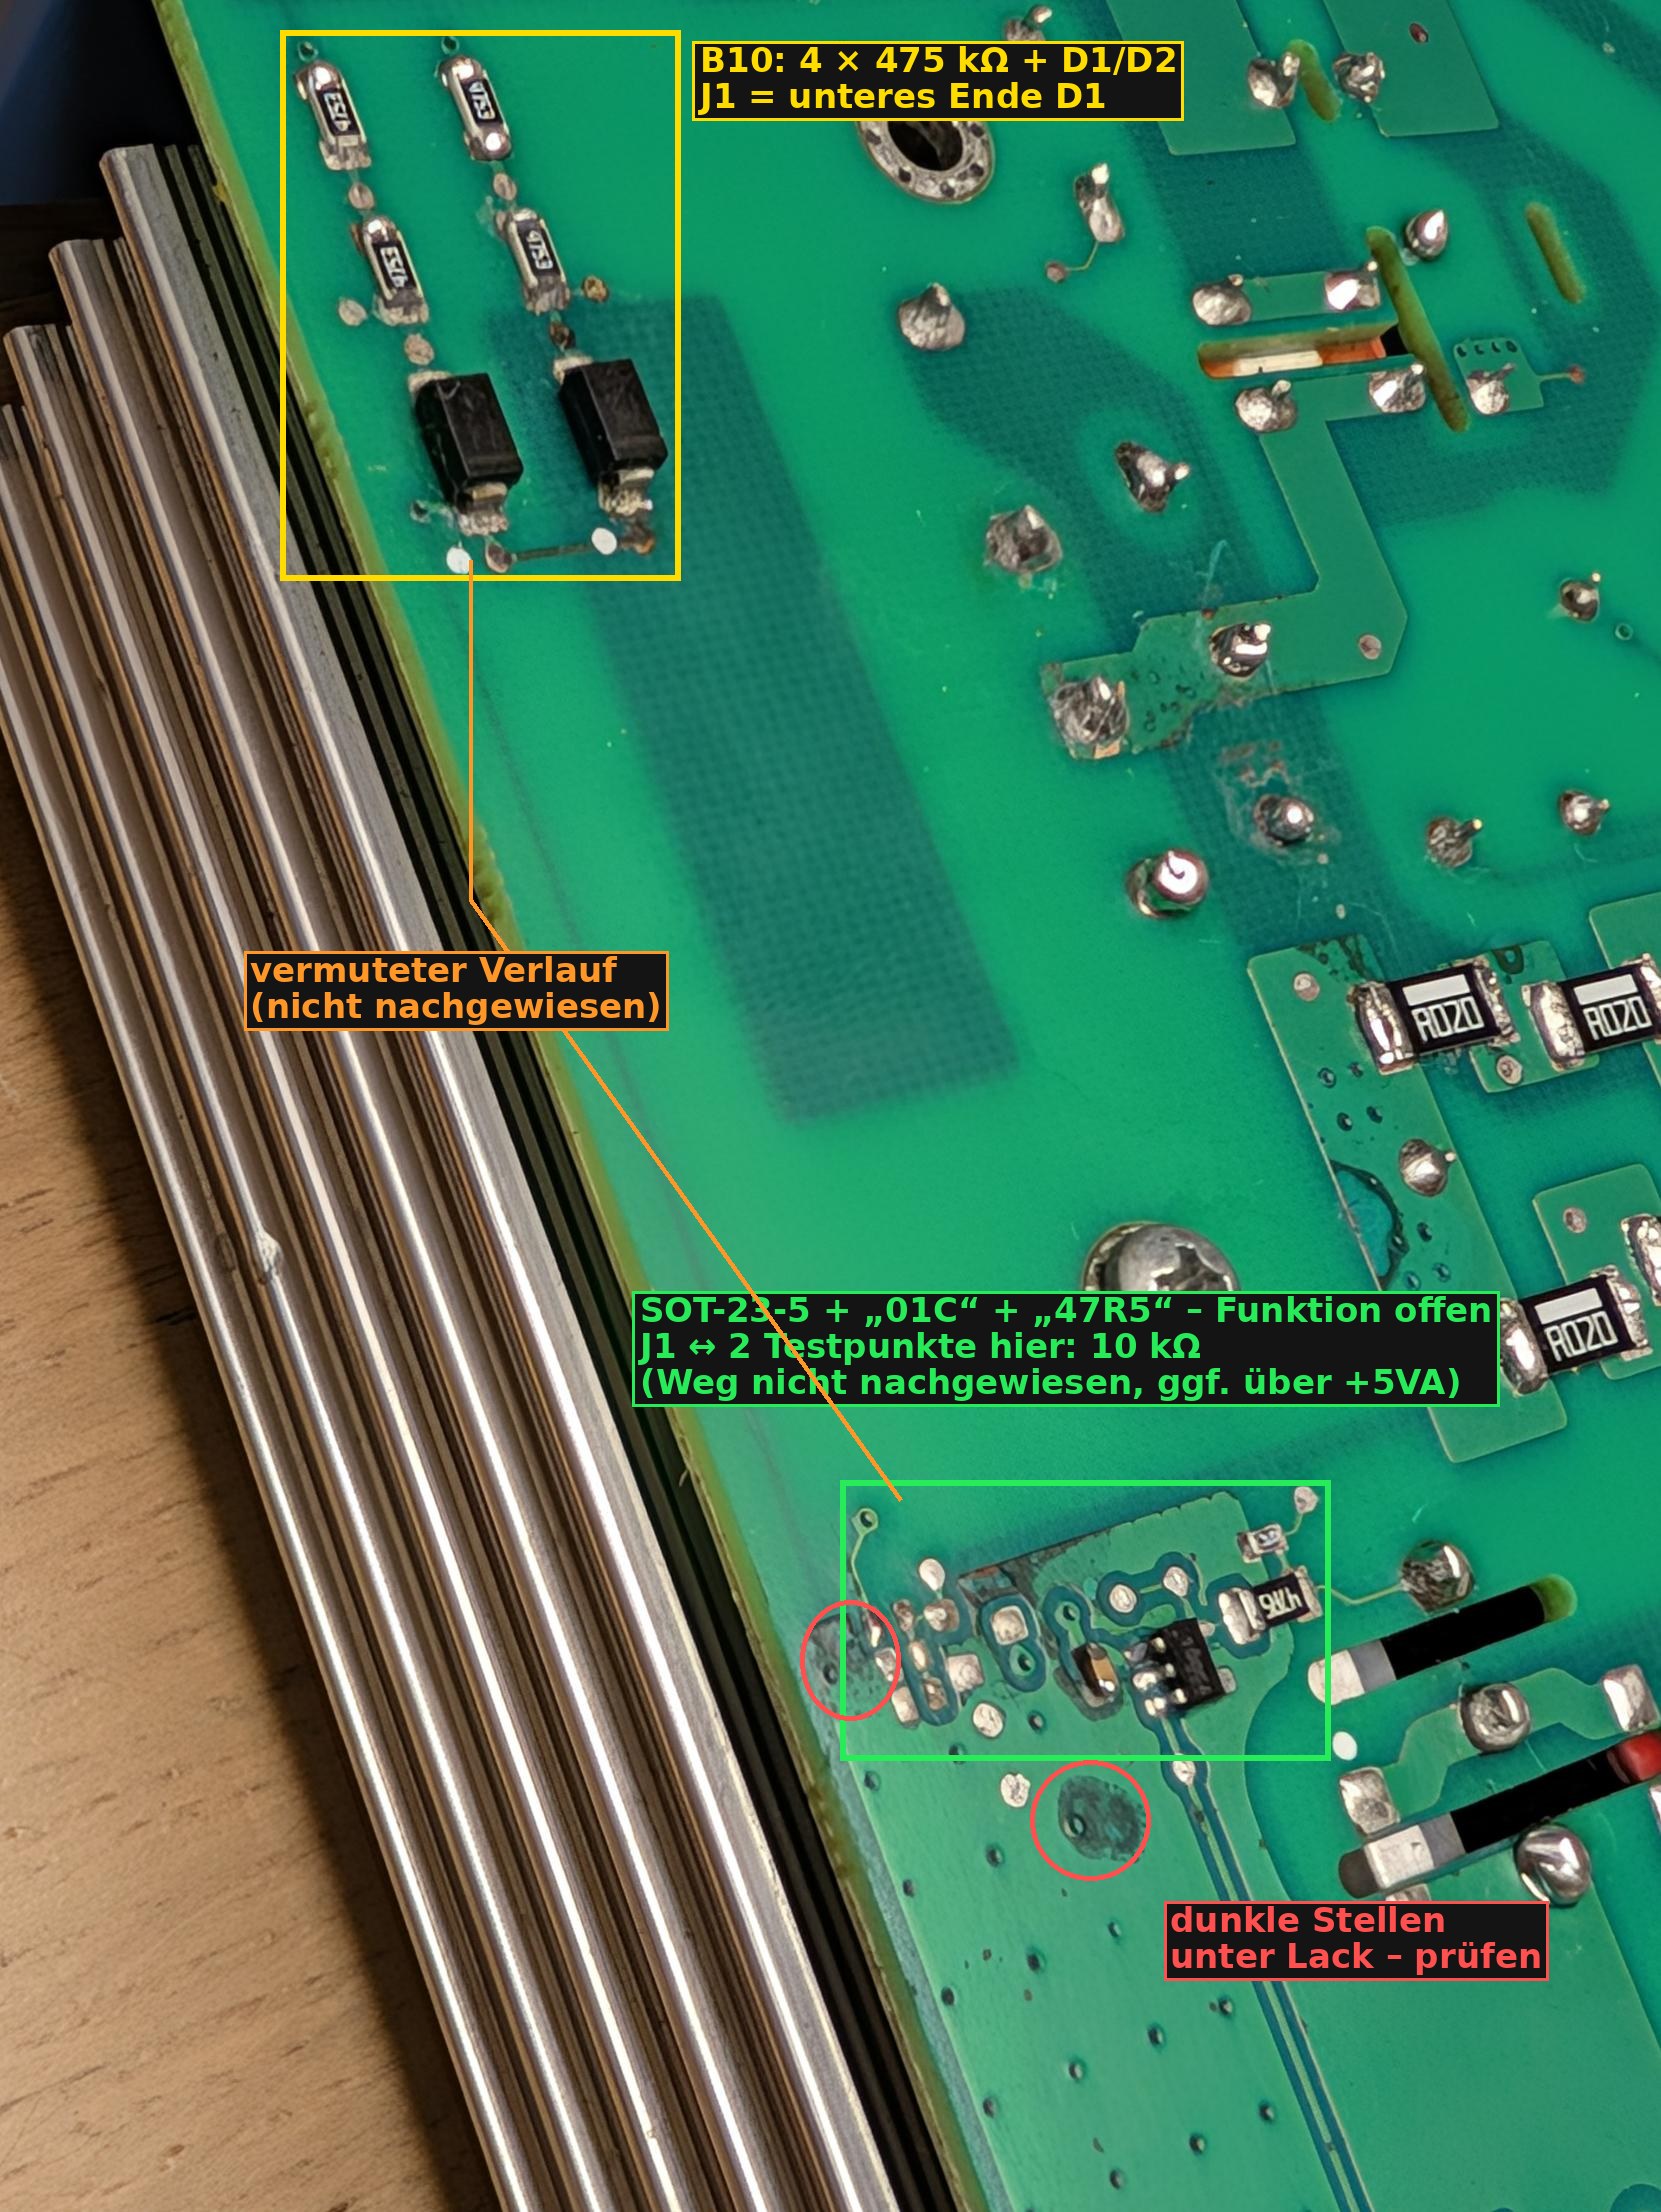 B10: 4 × 475 kΩ + D1/D2
J1 = unteres Ende D1
4753
4753
4753
4753
vermuteter Verlauf
(nicht nachgewiesen)
R020
R020
SOT-23-5 + „01C“ + „47R5“ – Funktion offen
J1 ↔ 2 Testpunkte hier: 10 kΩ
(Weg nicht nachgewiesen, ggf. über +5VA)
R020
dunkle Stellen
unter Lack – prüfen